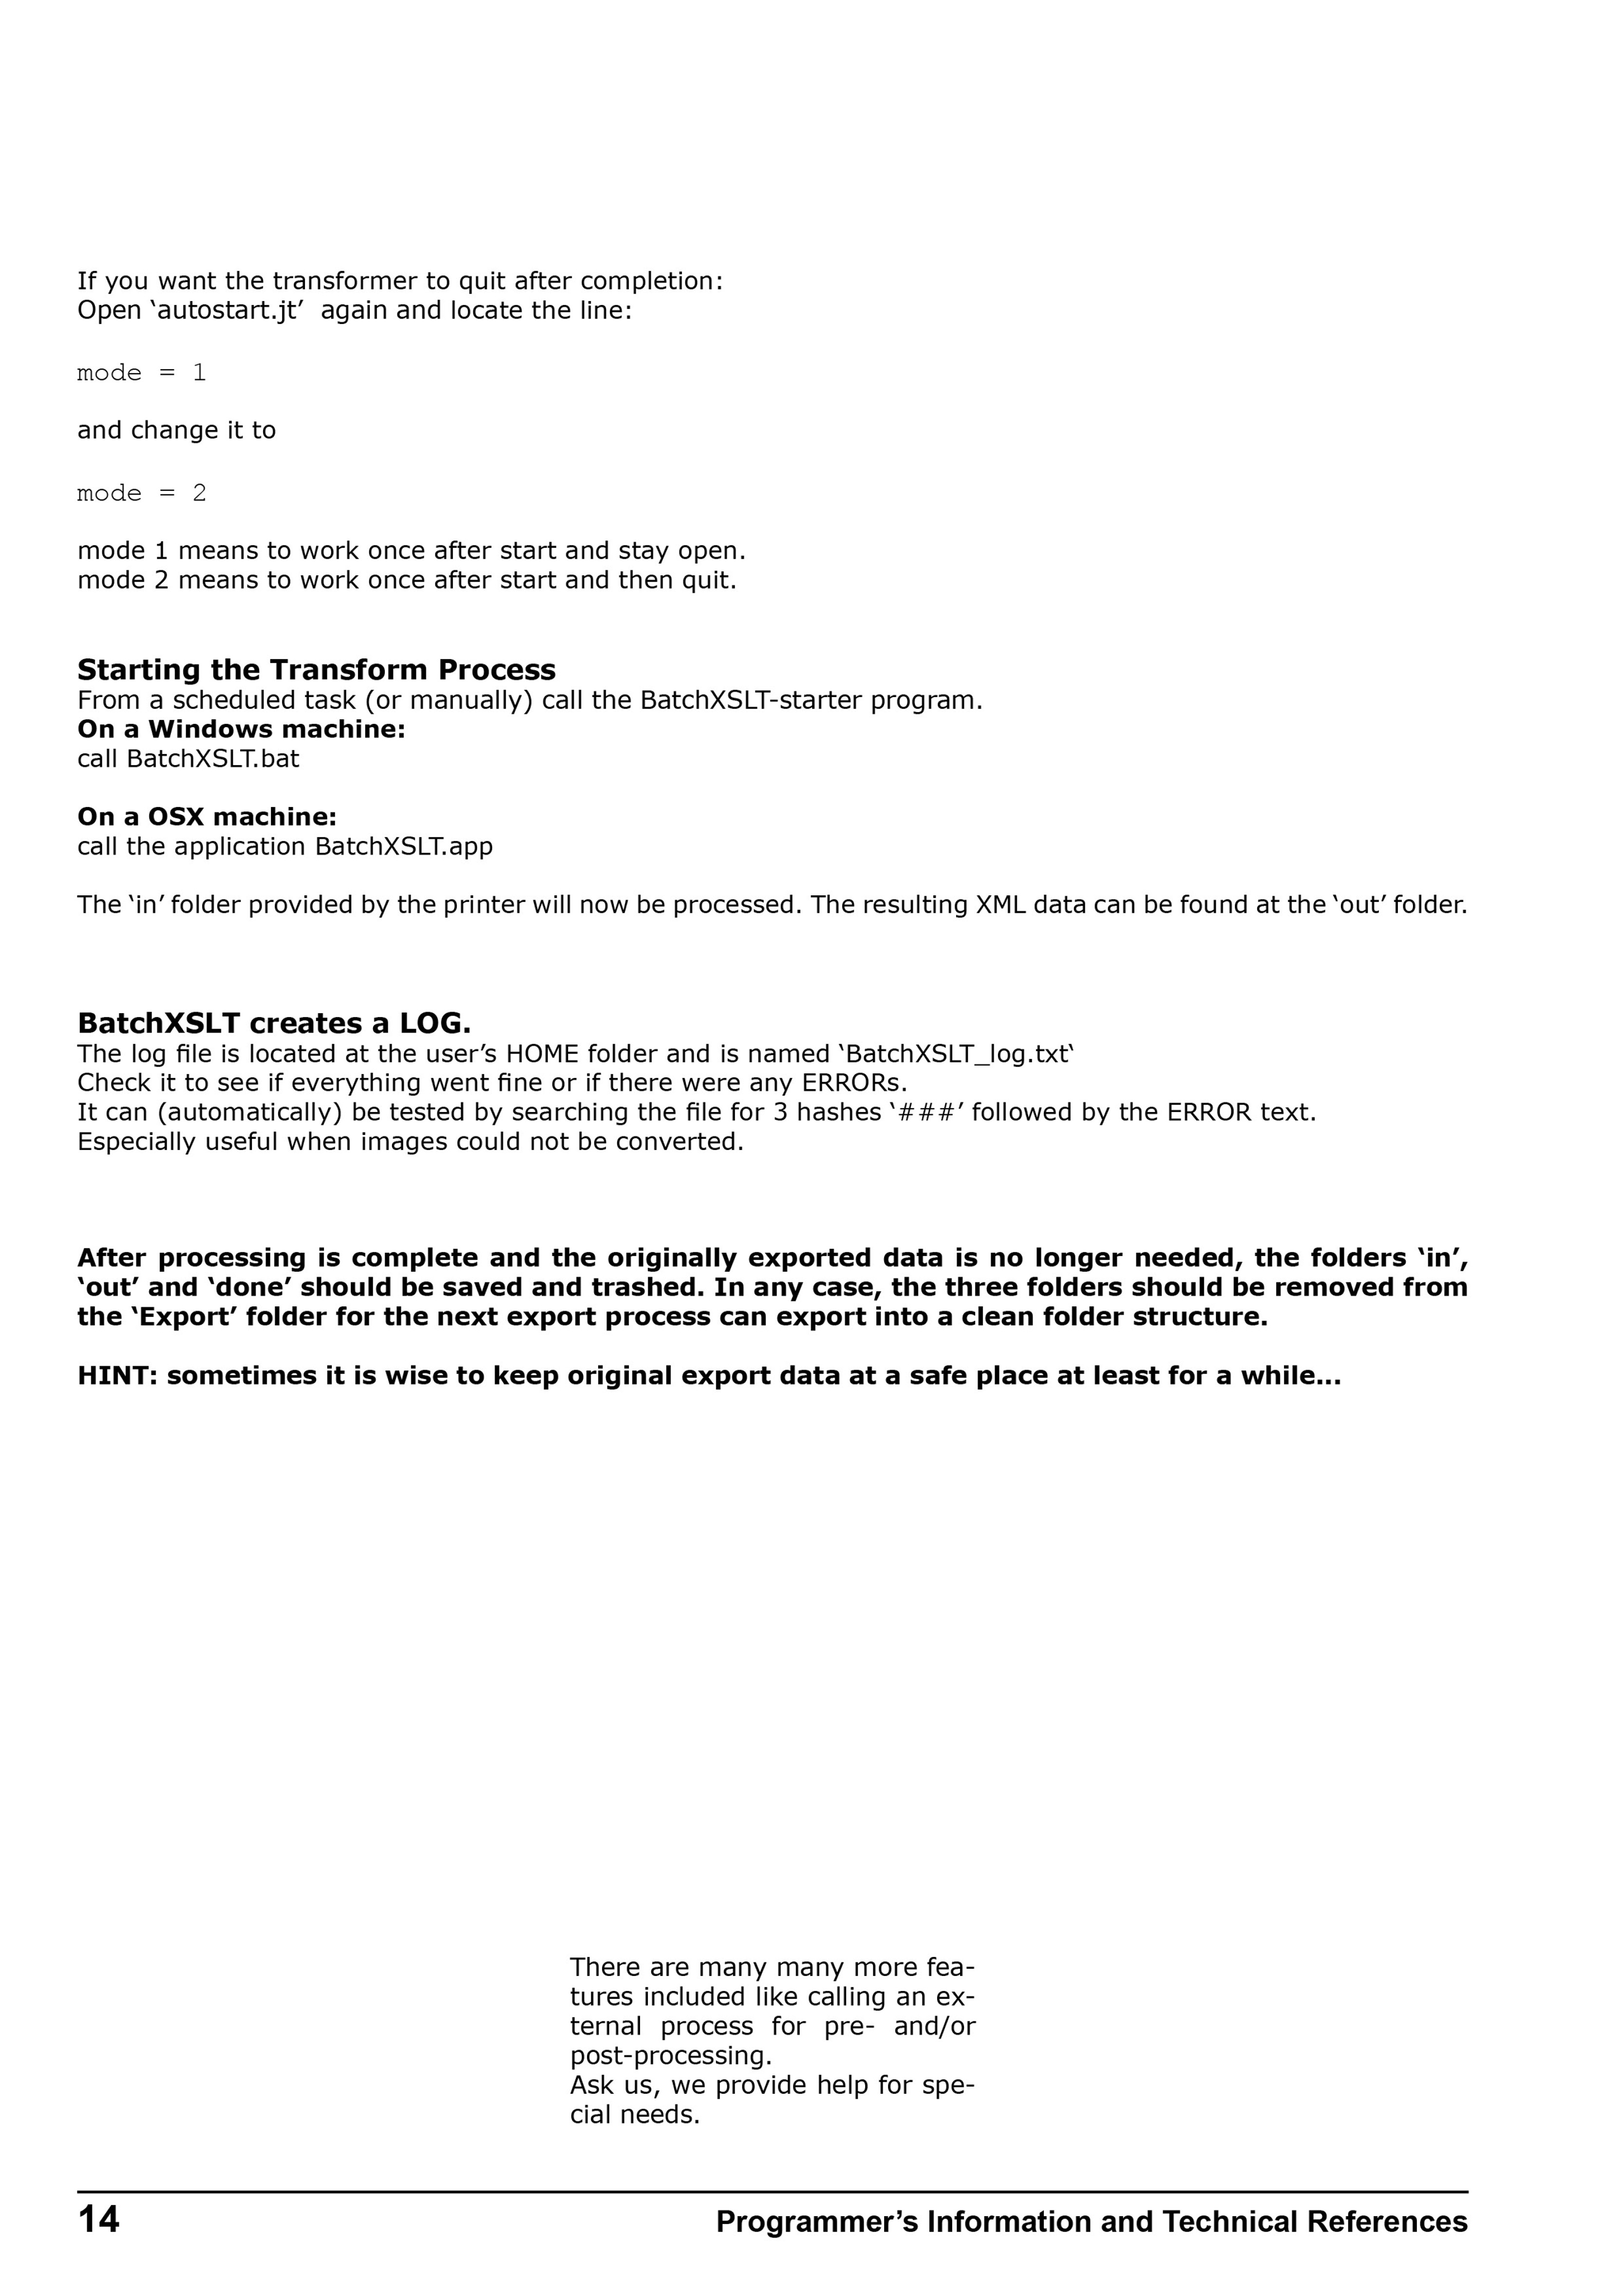 If you want the transformer to quit after completion:
Open ‘autostart.jt’  again and locate the line:
mode = 1
and change it to
mode = 2
mode 1 means to work once after start and stay open.
mode 2 means to work once after start and then quit.
Starting the Transform Process
From a scheduled task (or manually) call the BatchXSLT-starter program.
On a Windows machine:
call BatchXSLT.bat
On a OSX machine:
call the application BatchXSLT.app
The ‘in’ folder provided by the printer will now be processed. The resulting XML data can be found at the ‘out’ folder.
BatchXSLT creates a LOG.
The log file is located at the user’s HOME folder and is named ‘BatchXSLT_log.txt‘
Check it to see if everything went fine or if there were any ERRORs.
It can (automatically) be tested by searching the file for 3 hashes ‘###’ followed by the ERROR text.
Especially useful when images could not be converted.
After processing is complete and the originally exported data is no longer needed, the folders ‘in’,
‘out’ and ‘done’ should be saved and trashed. In any case, the three folders should be removed from
the ‘Export’ folder for the next export process can export into a clean folder structure.
HINT: sometimes it is wise to keep original export data at a safe place at least for a while...
There are many many more fea-
tures included like calling an ex-
ternal process for pre- and/or
post-processing.
Ask us, we provide help for spe-
cial needs.
14
Programmer’s Information and Technical References